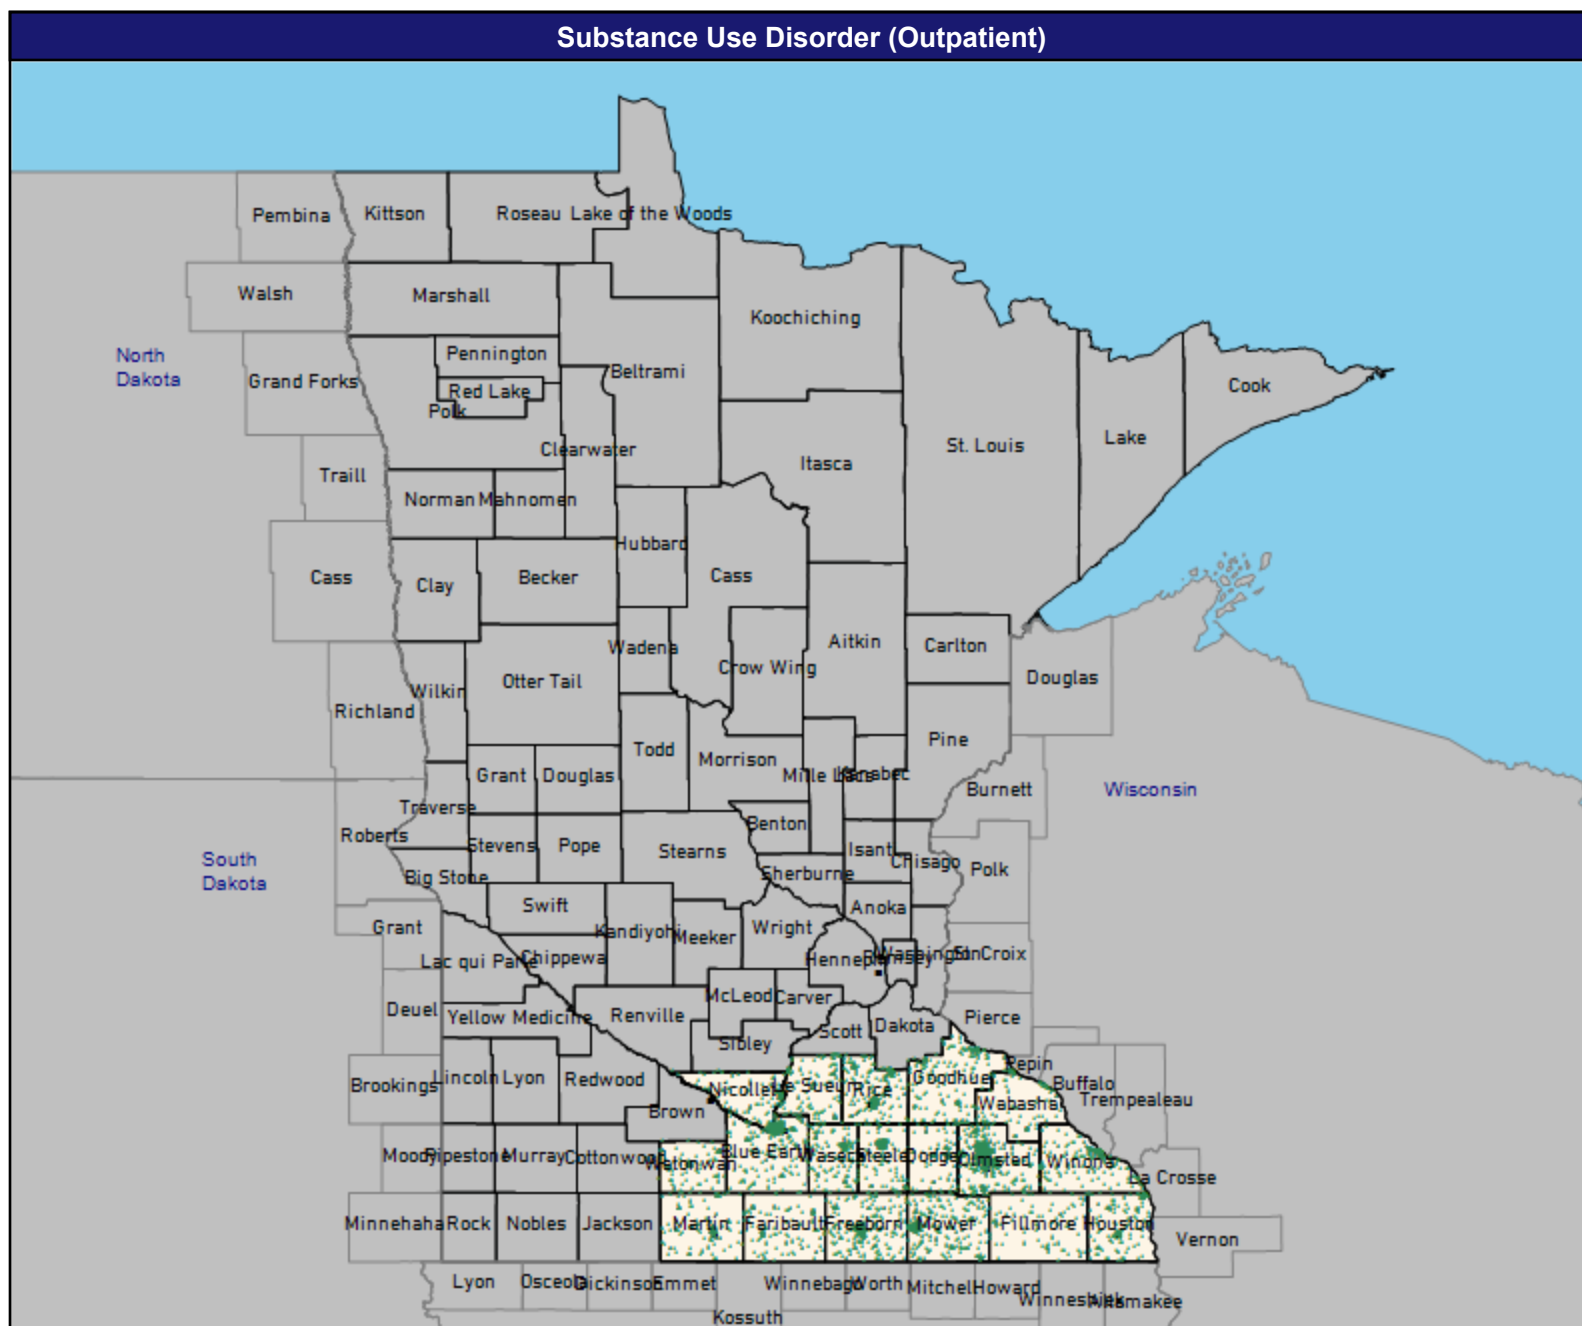 Substance Use Disorder (Outpatient)
Pembina
Kittson
Roseau
Lake of the Woods
Walsh
Marshall
Koochiching
North
Dakota
Pennington
Grand Forks
Red Lake
Beltrami
Cook
Polk
Clearwater
St. Louis
Lake
Itasca
Traill
Norman
Mahnomen
Hubbard
Cass
Clay
Becker
Cass
Wadena
Aitkin
Carlton
Crow Wing
Douglas
Otter Tail
Wilkin
Richland
Todd
Morrison
Pine
Grant
Douglas
Mille Lacs
Kanabec
Burnett
Wisconsin
Traverse
Roberts
Benton
Stevens
Pope
Stearns
Isanti
Chisago
Polk
South
Dakota
Big Stone
Sherburne
Swift
Anoka
Grant
Kandiyohi
Meeker
Wright
Lac qui Parle
Chippewa
Hennepin
Ramsey
Washington
St. Croix
Deuel
McLeod
Carver
Yellow Medicine
Renville
Scott
Dakota
Pierce
Sibley
Pepin
Brookings
Lincoln
Lyon
Redwood
Nicollet
Le Sueur
Rice
Goodhue
Buffalo
Trempealeau
Brown
Wabasha
Moody
Pipestone
Murray
Cottonwood
Watonwan
Blue Earth
Waseca
Steele
Dodge
Olmsted
Winona
La Crosse
Minnehaha
Rock
Nobles
Jackson
Martin
Faribault
Freeborn
Mower
Fillmore
Houston
Vernon
Lyon
Osceola
Dickinson
Emmet
Winnebago
Worth
Mitchell
Howard
Winneshiek
Allamakee
Kossuth